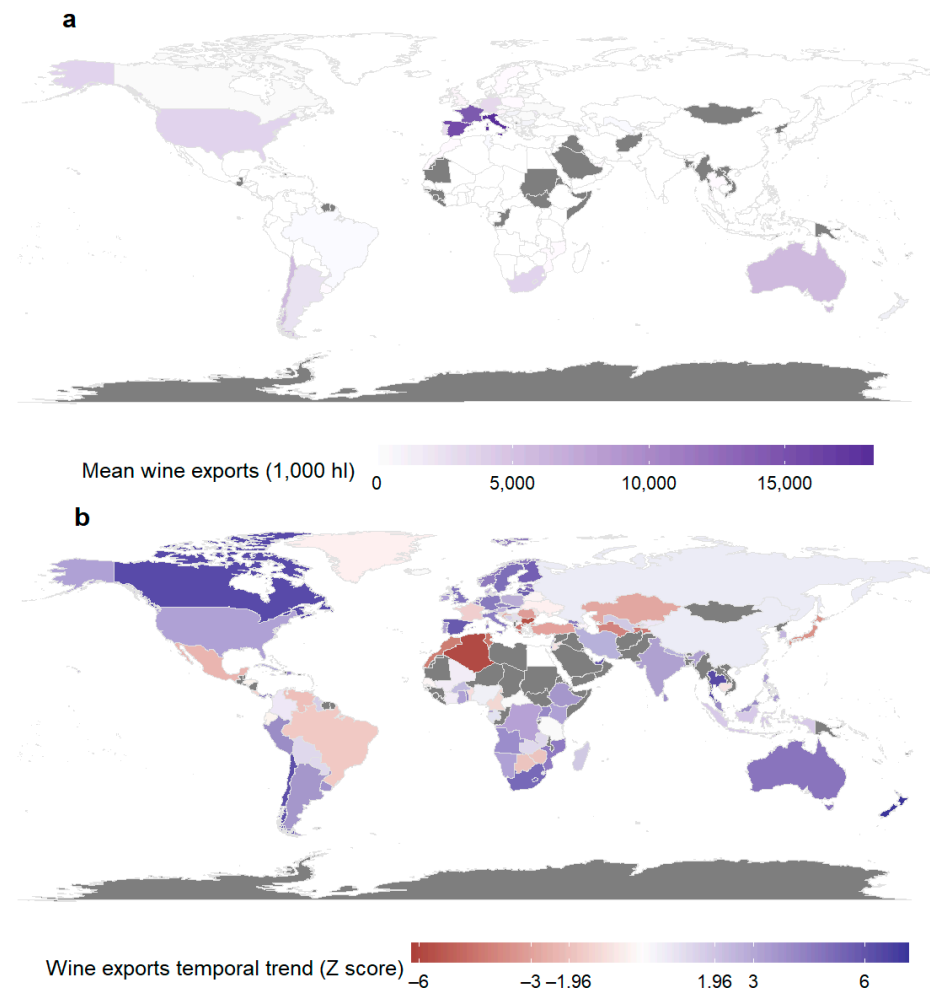 a
Mean wine exports (1,000 hl)
0 5,000 10,000 15,000
b
Wine exports temporal trend (Z score)
–6 –3 –1.96 1.96 3 6